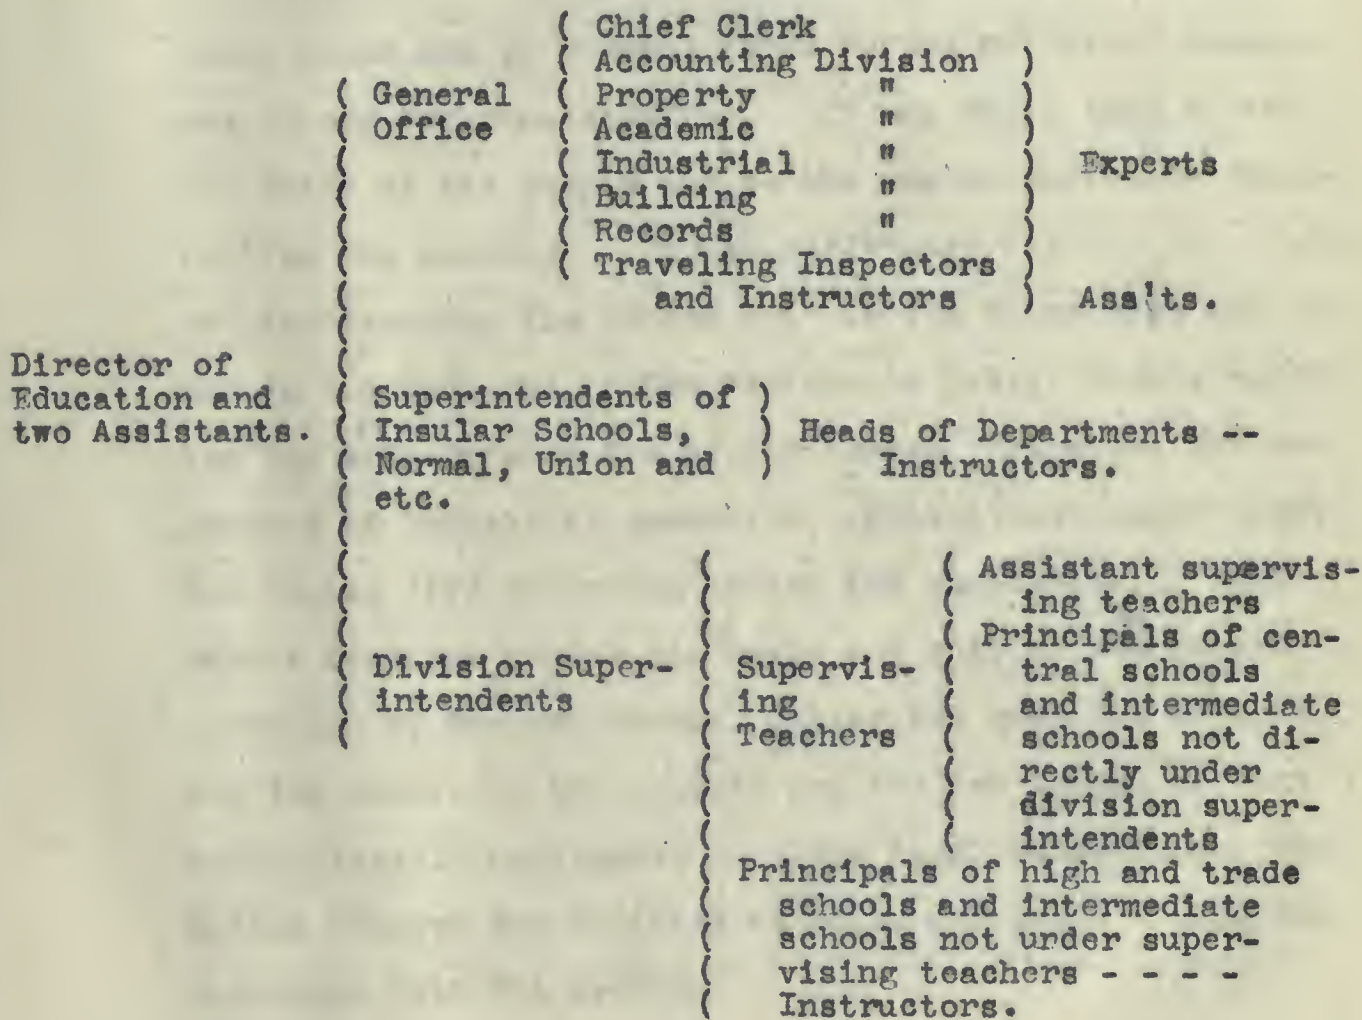 ( Chief Clerk
( Accounting Division )
( General ( Property " )
( Office ( Academic " )
( ( Industrial " ) Experts
( ( Building " )
( ( Records " )
( ( Traveling Inspectors )
( and Instructors ) Ass'ts.
(
Director of (
Education and ( Superintendents of )
two Assistants. ( Insular Schools, ) Heads of Departments --
( Normal, Union and ) Instructors.
( etc.
(
( ( ( Assistant supervis-
( ( ( ing teachers
( ( ( Principals of cen-
( Division Super- ( Supervis- ( tral schools
( intendents ( ing ( and intermediate
( ( Teachers ( schools not di-
( ( rectly under
( ( division super-
( ( intendents
( Principals of high and trade
( schools and intermediate
( schools not under super-
( vising teachers - - - -
( Instructors.